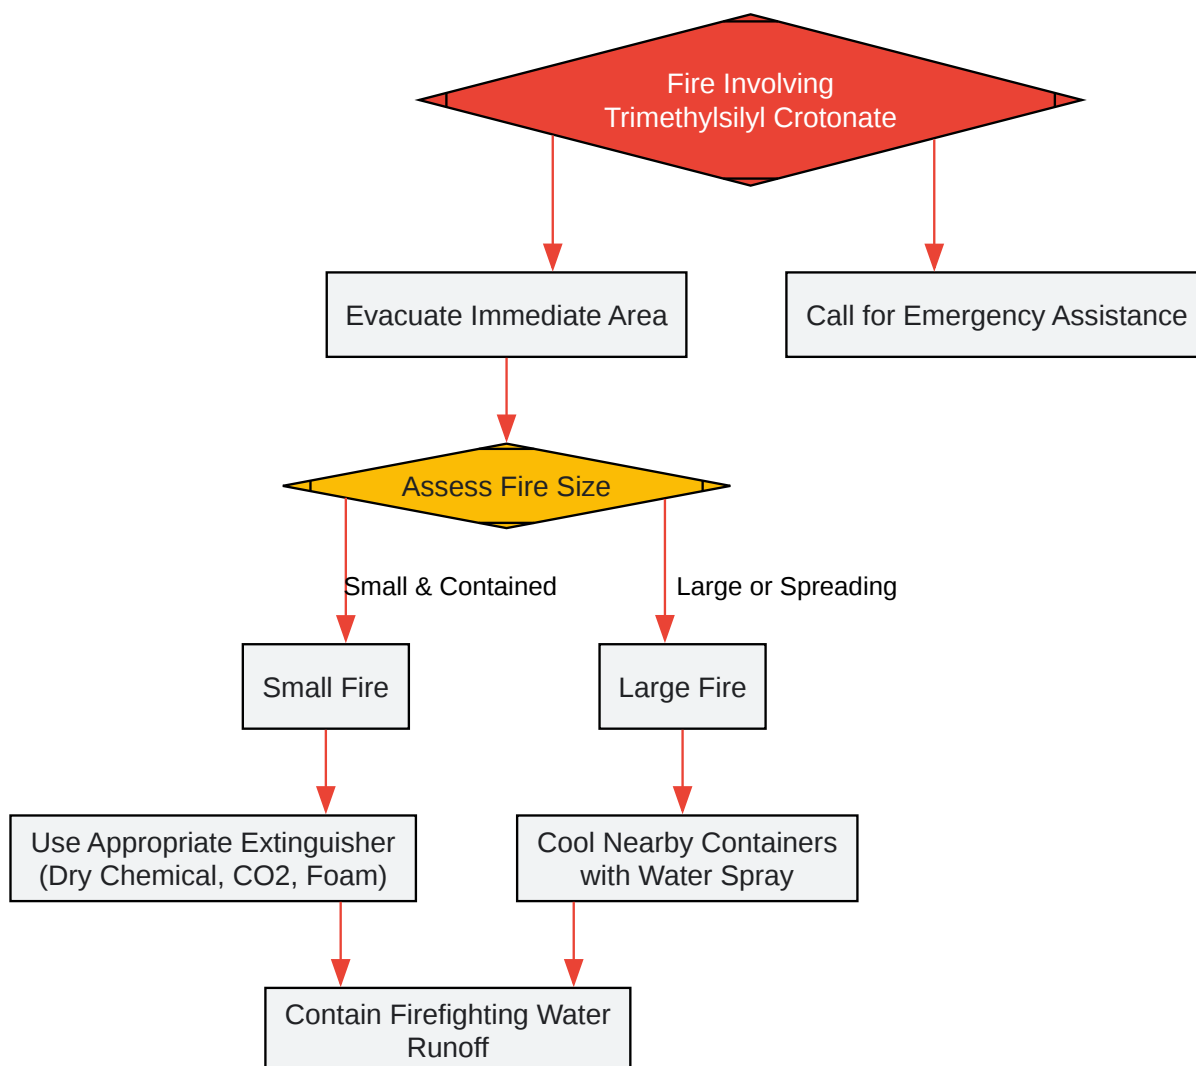 Fire Involving
Trimethylsilyl Crotonate
Evacuate Immediate Area
Call for Emergency Assistance
Assess Fire Size
Small & Contained
Large or Spreading
Small Fire
Large Fire
Use Appropriate Extinguisher
(Dry Chemical, CO2, Foam)
Cool Nearby Containers
with Water Spray
Contain Firefighting Water
Runoff